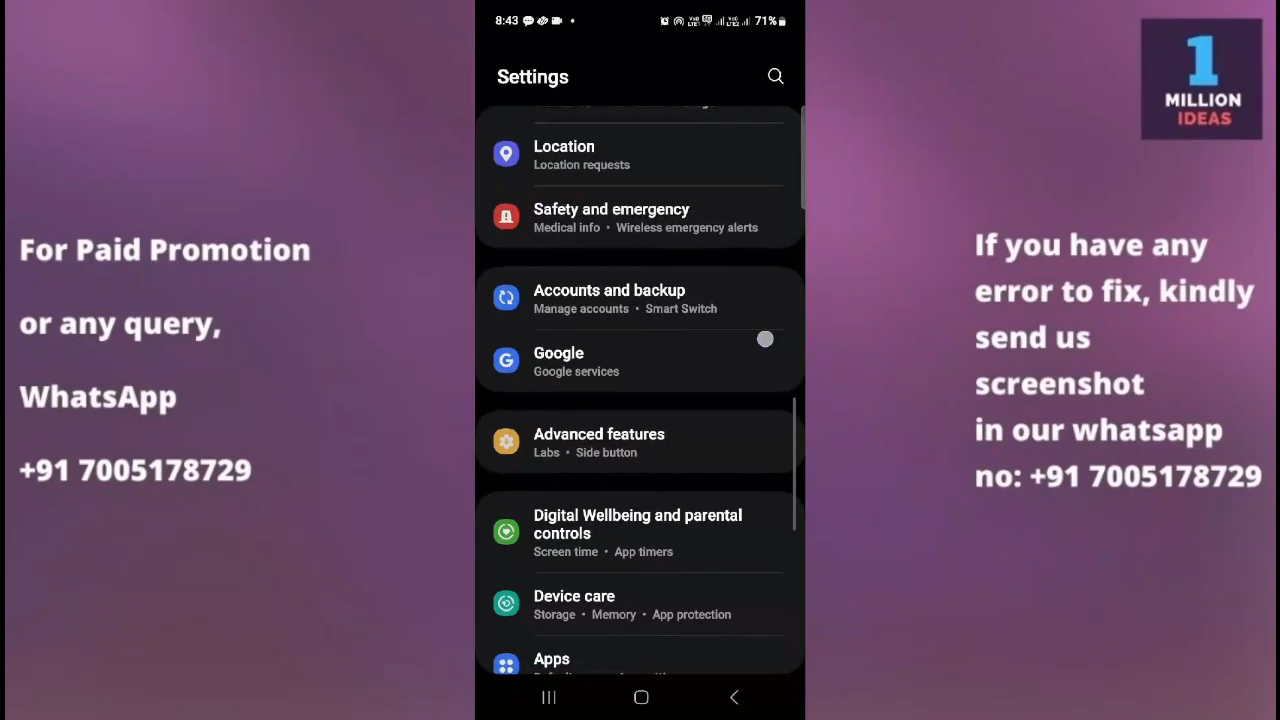 8:43
71%
Settings
Location
Location requests
Safety and emergency
Medical info • Wireless emergency alerts
Accounts and backup
Manage accounts • Smart Switch
Google
Google services
Advanced features
Labs • Side button
Digital Wellbeing and parental
controls
Screen time • App timers
Device care
Storage • Memory • App protection
Apps
For Paid Promotion
or any query,
WhatsApp
+91 7005178729
1
MILLION
IDEAS
If you have any
error to fix, kindly
send us
screenshot
in our whatsapp
no: +91 7005178729